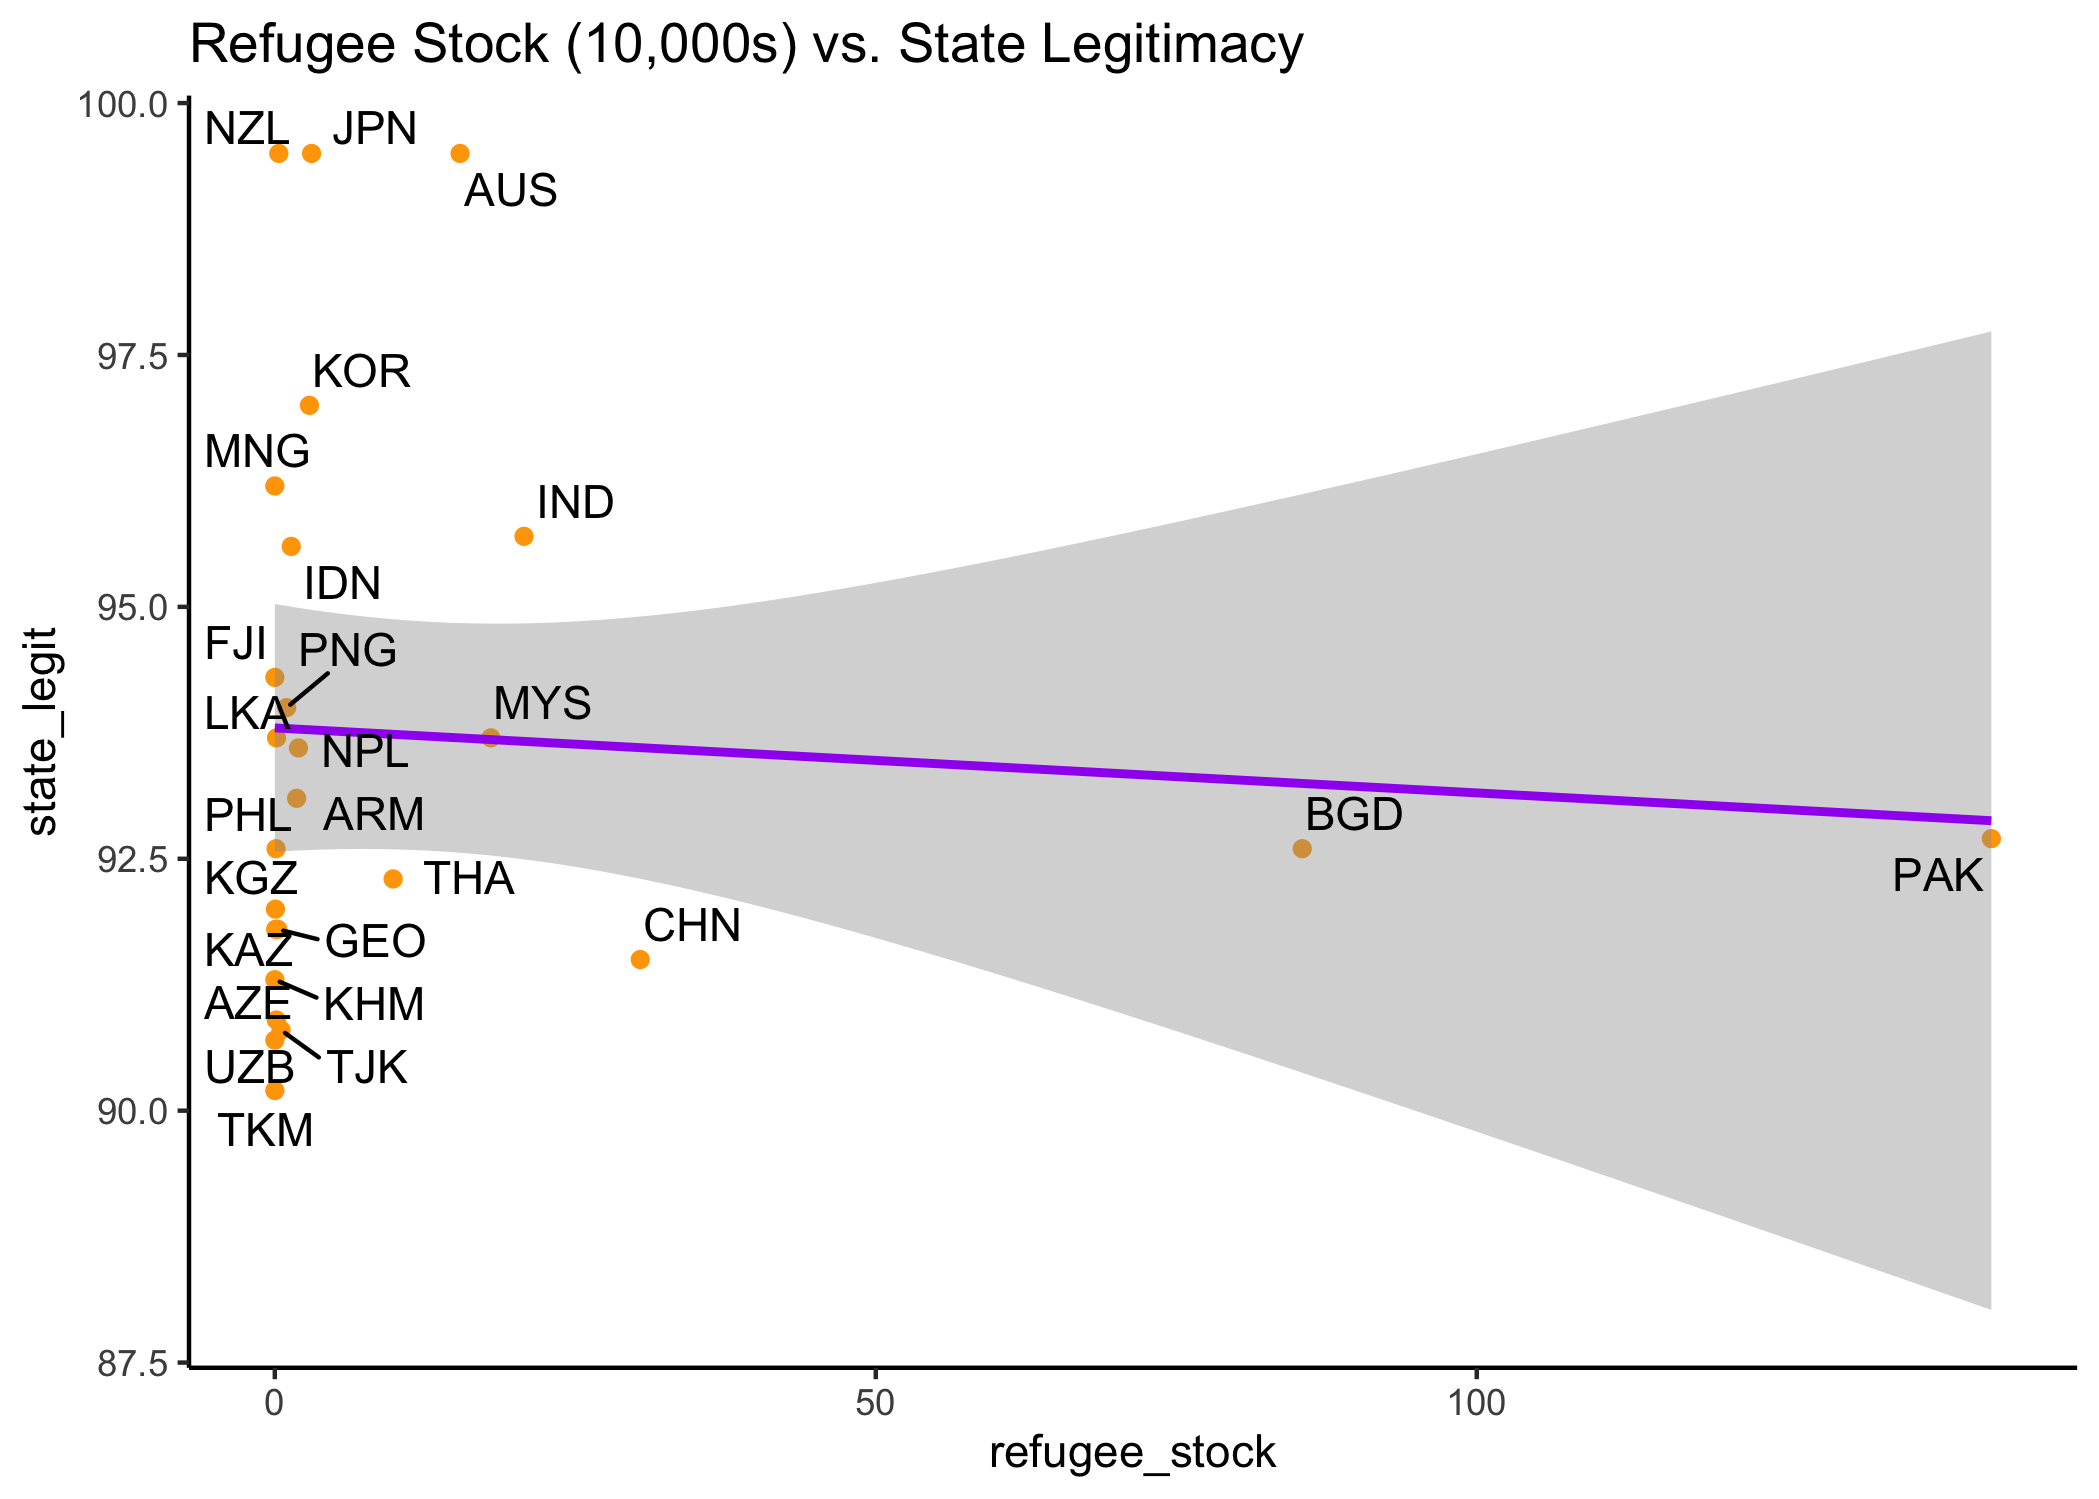 Refugee Stock (10,000s) vs. State Legitimacy
100.0
NZL JPN
AUS
97.5
KOR
MNG
IND
IDN
95.0
FJI PNG
LKA MYS
NPL
PHL ARM BGD
92.5
KGZ THA PAK
CHN
KAZ GEO
AZE KHM
UZB TJK
90.0
TKM
87.5
0 50 100
refugee_stock
state_legit